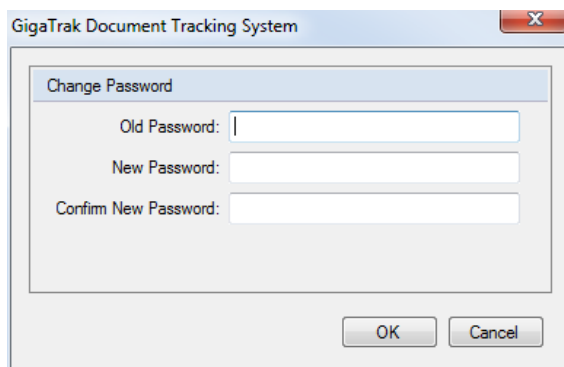 GigaTrak Document Tracking System
Change Password
Old Password:
New Password:
Confirm New Password:
OK Cancel